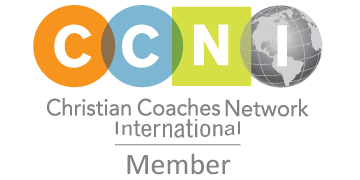 CCNI
Christian Coaches Network
International
Member